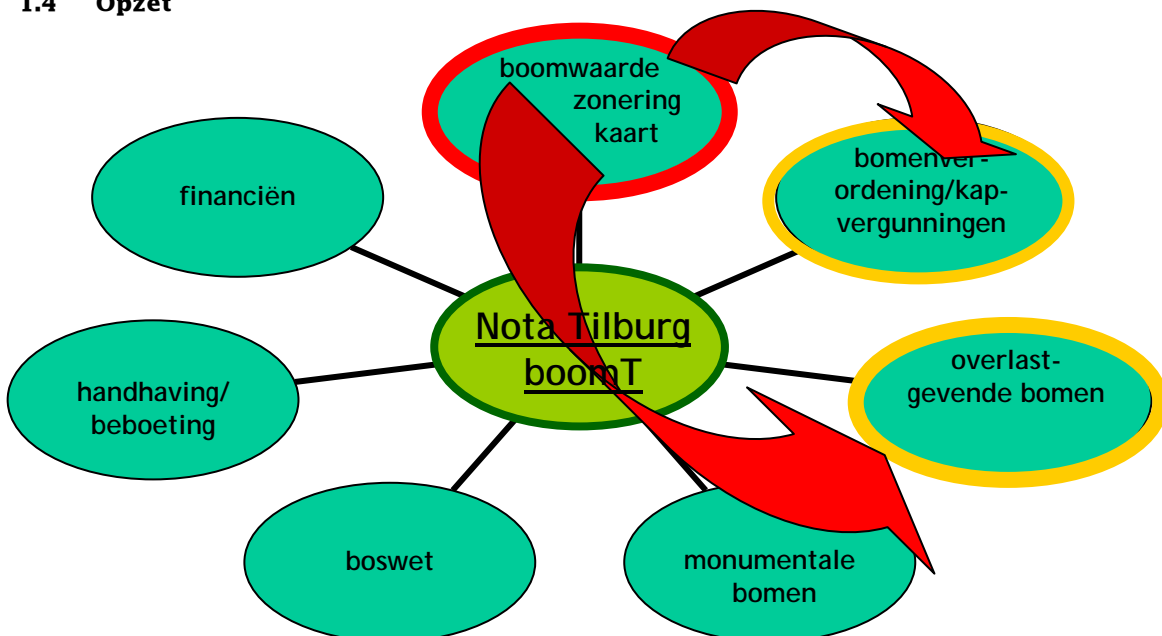 1.4 Opzet
boomwaarde
zonering
kaart
financiën
bomenver-
ordening/kap-
vergunningen
Nota Tilburg
boomT
overlast-
gevende bomen
handhaving/
beboeting
boswet
monumentale
bomen